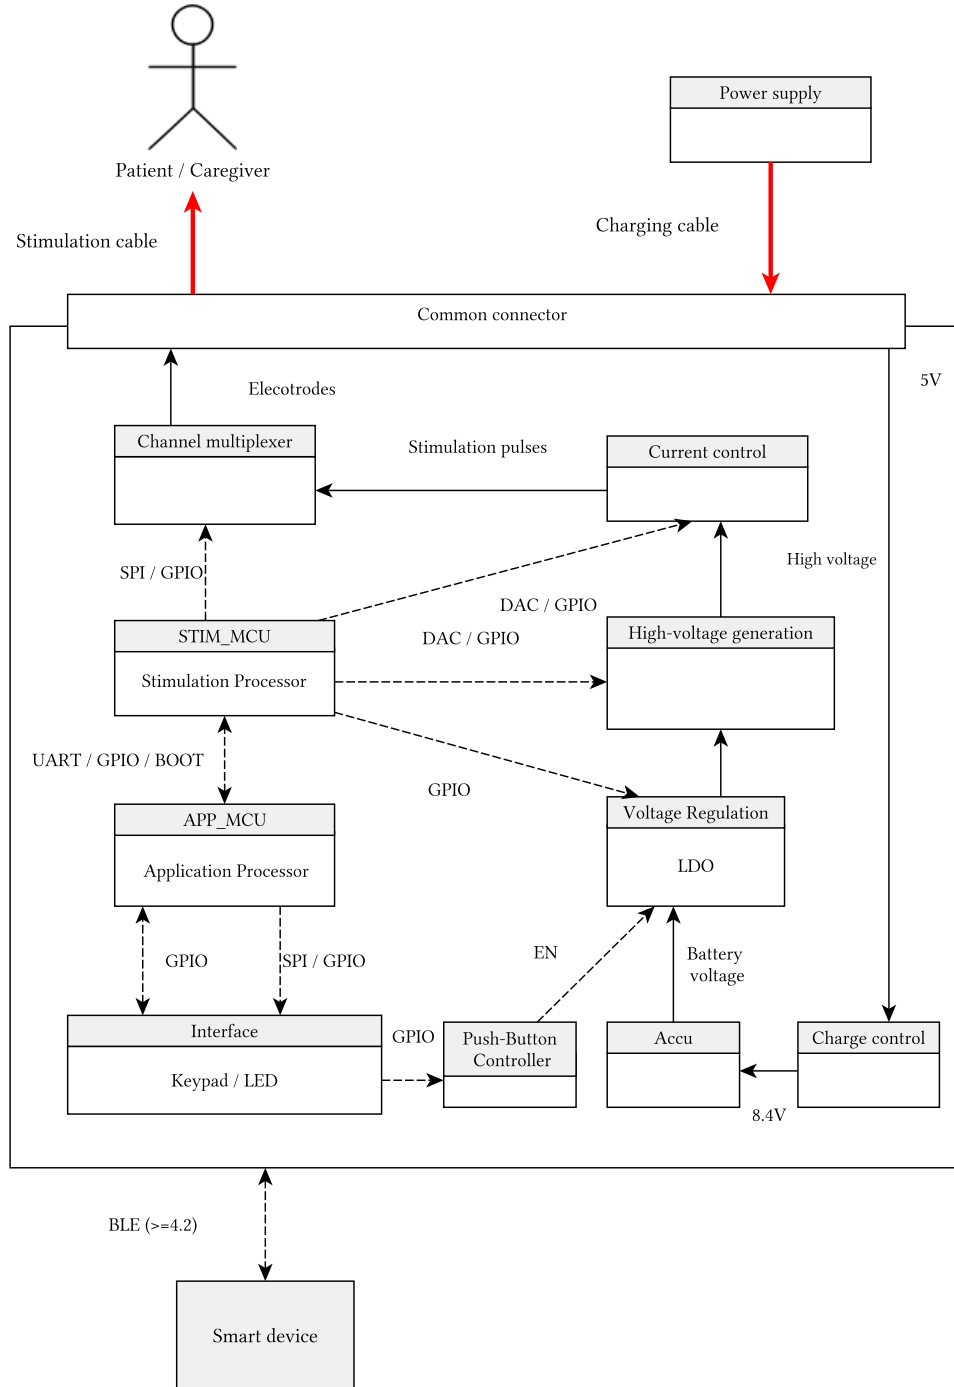 Patient / Caregiver
Power supply
Stimulation cable
Charging cable
Common connector
5V
Elecotrodes
Channel multiplexer
Stimulation pulses
Current control
High voltage
SPI / GPIO
DAC / GPIO
STIM_MCU
Stimulation Processor
DAC / GPIO
High-voltage generation
UART / GPIO / BOOT
GPIO
Voltage Regulation
LDO
APP_MCU
Application Processor
GPIO
SPI / GPIO
EN
Battery
voltage
Interface
Keypad / LED
GPIO
Push-Button
Controller
Accu
Charge control
8.4V
BLE (>=4.2)
Smart device